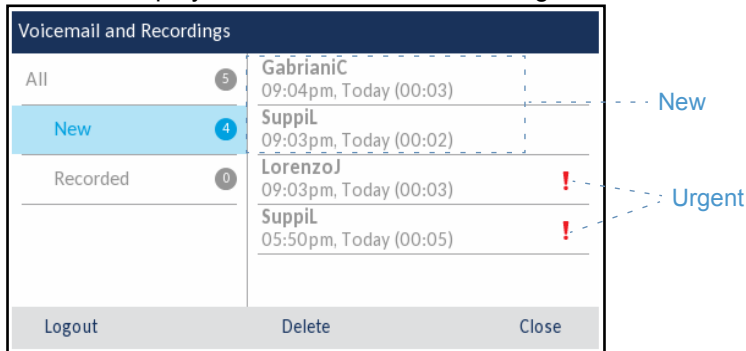 Voicemail and Recordings
All 5
New 4
Recorded 0
GabrianiC
09:04pm, Today (00:03)
SuppiL
09:03pm, Today (00:02)
LorenzoJ
09:03pm, Today (00:03) !
SuppiL
05:50pm, Today (00:05) !
Logout Delete Close
New
Urgent